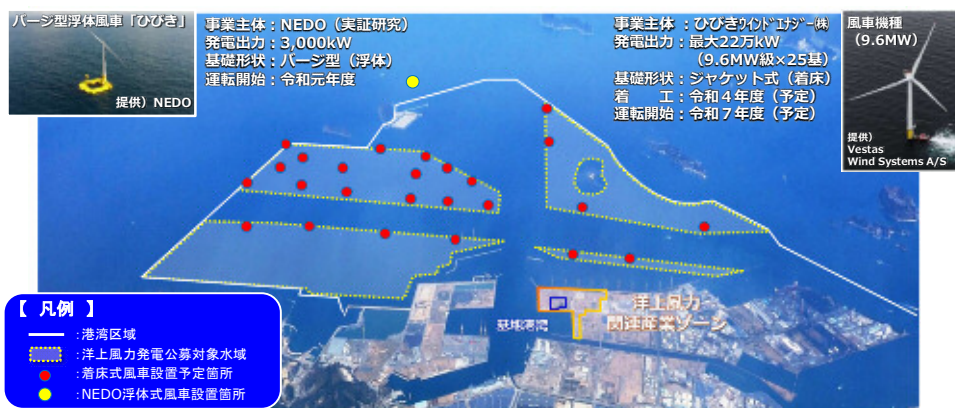 バージ型浮体風車「ひびき」
提供）NEDO
事業主体：NEDO（実証研究）
発電出力：3,000kW
基礎形状：バージ型（浮体）
運転開始：令和元年度
事業主体：ひびきｳｲﾝﾄﾞｴﾅｼﾞｰ㈱
発電出力：最大22万kW
（9.6MW級×25基）
基礎形状：ジャケット式（着床）
着　　工：令和４年度（予定）
運転開始：令和７年度（予定）
風車機種
（9.6MW）
提供）
Vestas
Wind Systems A/S
基地港湾
洋上風力
関連産業ゾーン
【 凡例 】
：港湾区域
：洋上風力発電公募対象水域
：着床式風車設置予定箇所
：NEDO浮体式風車設置箇所